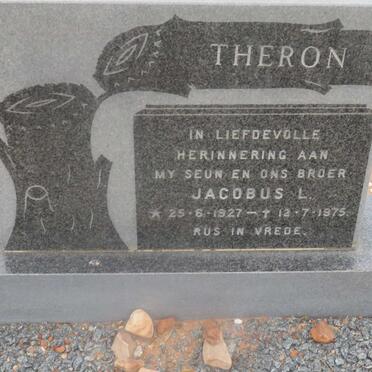 THERON
IN LIEFDEVOLLE
HERINNERING AAN
MY SEUN EN ONS BROER
JACOBUS L.
★ 25-6-1927 — ✝ 12-7-1975
RUS IN VREDE.